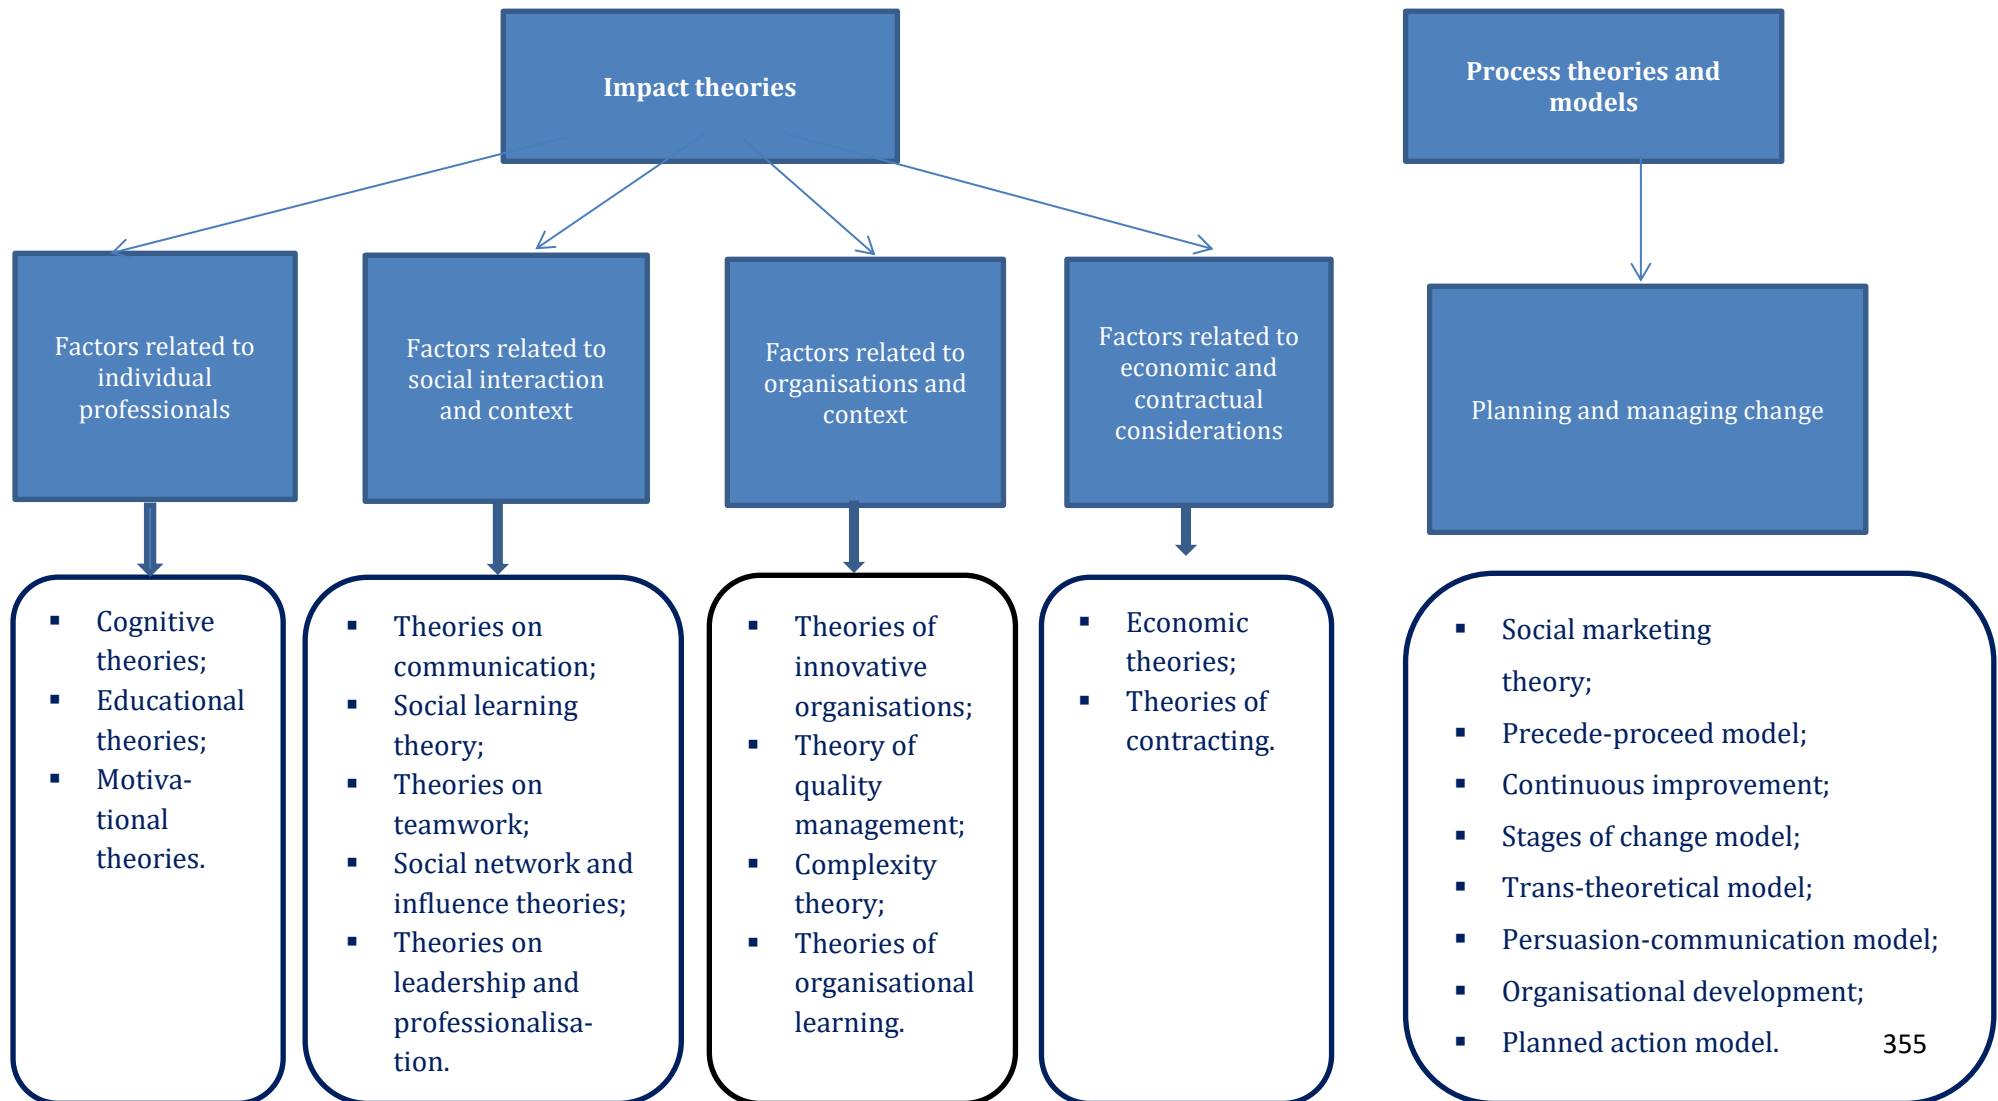 Impact theories
Process theories and
models
Factors related to
individual
professionals
Factors related to
social interaction
and context
Factors related to
organisations and
context
Factors related to
economic and
contractual
considerations
Planning and managing change
▪ Cognitive
theories;
▪ Educational
theories;
▪ Motiva-
tional
theories.
▪ Theories on
communication;
▪ Social learning
theory;
▪ Theories on
teamwork;
▪ Social network and
influence theories;
▪ Theories on
leadership and
professionalisa-
tion.
▪ Theories of
innovative
organisations;
▪ Theory of
quality
management;
▪ Complexity
theory;
▪ Theories of
organisational
learning.
▪ Economic
theories;
▪ Theories of
contracting.
▪ Social marketing
theory;
▪ Precede-proceed model;
▪ Continuous improvement;
▪ Stages of change model;
▪ Trans-theoretical model;
▪ Persuasion-communication model;
▪ Organisational development;
▪ Planned action model.
355